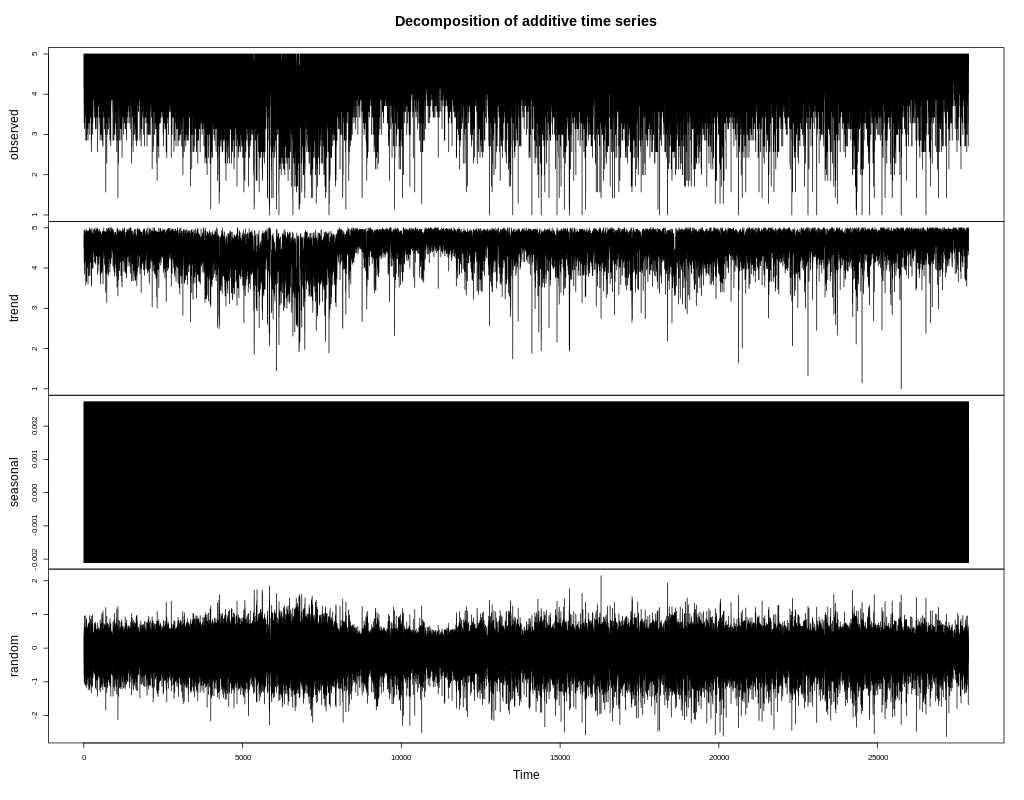 Decomposition of additive time series
observed
1 2 3 4 5
trend
1 2 3 4 5
seasonal
-0.002 -0.001 0.000 0.001 0.002
random
-2 -1 0 1 2
0 5000 10000 15000 20000 25000
Time